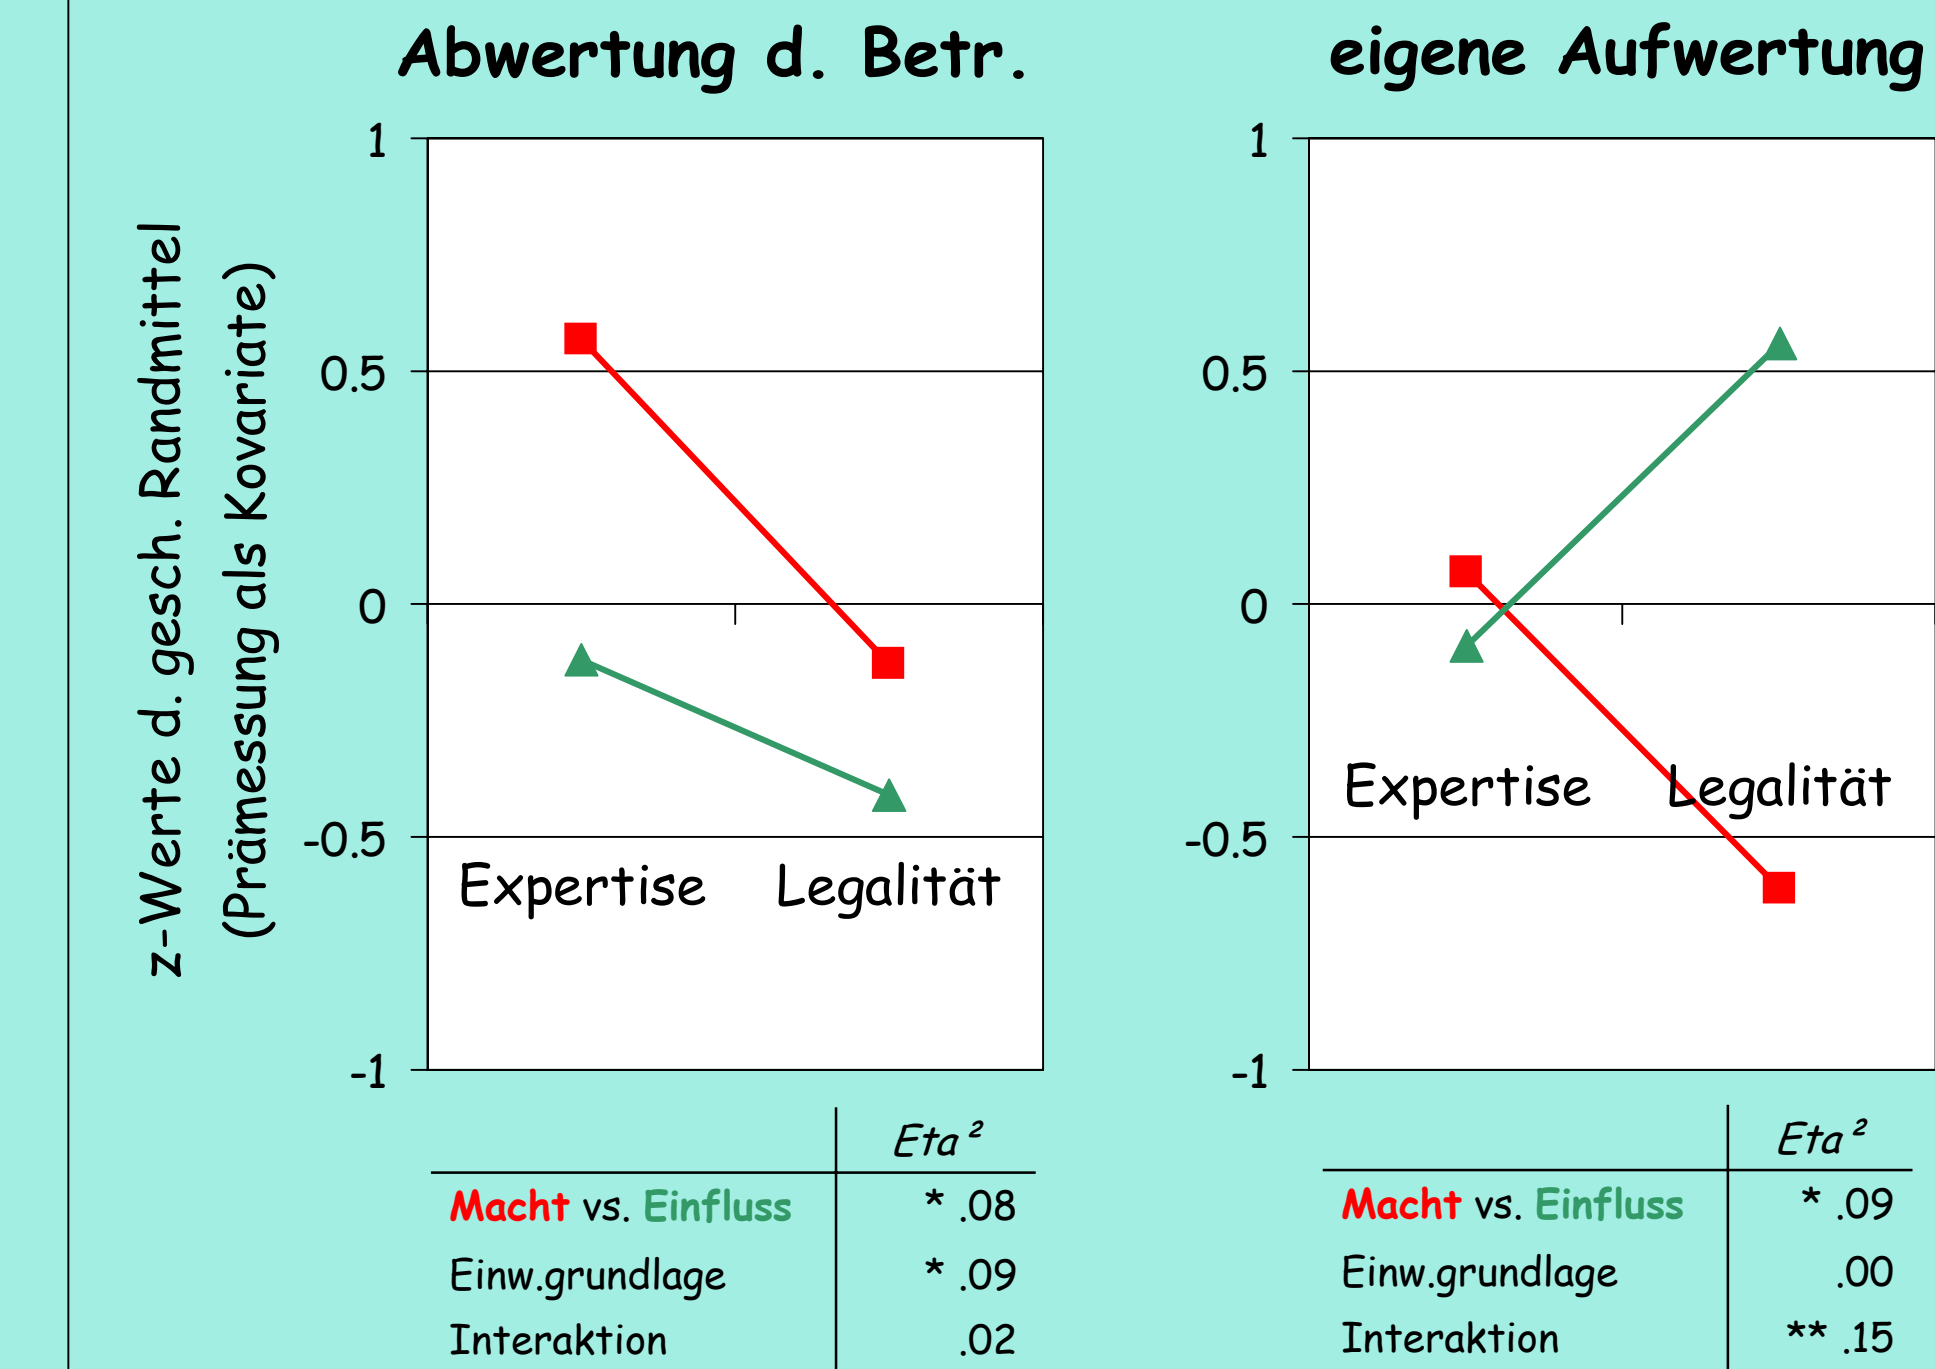 Abwertung d. Betr.
z-Werte d. gesch. Randmittel
(Prämessung als Kovariate)
1
0.5
0
-0.5
-1
Expertise Legalität
Eta²
Macht vs. Einfluss * .08
Einw.grundlage * .09
Interaktion .02
eigene Aufwertung
1
0.5
0
-0.5
-1
Expertise Legalität
Eta²
Macht vs. Einfluss * .09
Einw.grundlage .00
Interaktion ** .15